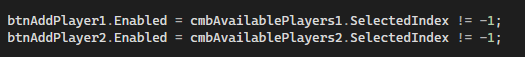 btnAddPlayer1.Enabled = cmbAvailablePlayers1.SelectedIndex != -1;
btnAddPlayer2.Enabled = cmbAvailablePlayers2.SelectedIndex != -1;